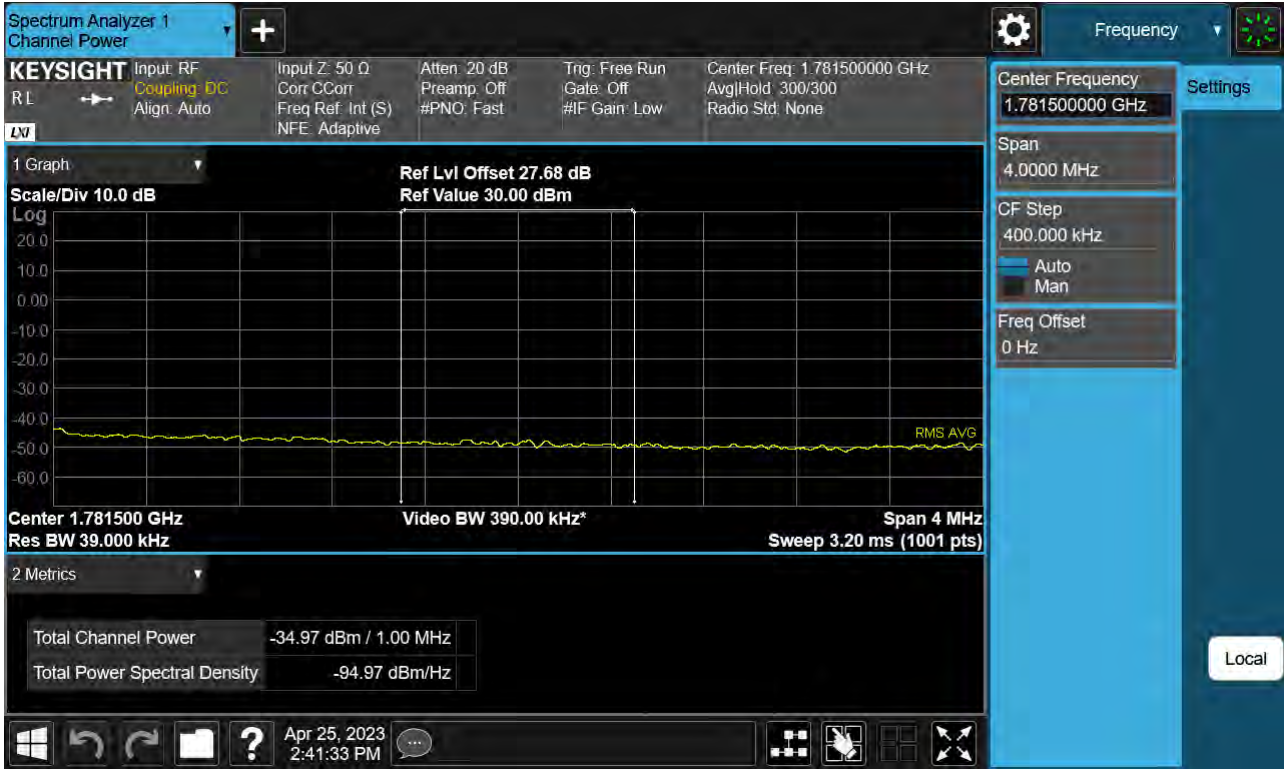 Spectrum Analyzer 1
Channel Power
Frequency
KEYSIGHT
R L
LXI
Input: RF
Coupling: DC
Align: Auto
Input Z: 50 Ω
Corr CCorr
Freq Ref: Int (S)
NFE: Adaptive
Atten: 20 dB
Preamp: Off
#PNO: Fast
Trig: Free Run
Gate: Off
#IF Gain: Low
Center Freq: 1.781500000 GHz
Avg|Hold: 300/300
Radio Std: None
Center Frequency
1.781500000 GHz
Settings
Span
4.0000 MHz
CF Step
400.000 kHz
Auto
Man
Freq Offset
0 Hz
1 Graph
Ref Lvl Offset 27.68 dB
Scale/Div 10.0 dB
Ref Value 30.00 dBm
Log
20.0
10.0
0.00
-10.0
-20.0
-30.0
-40.0
RMS AVG
-50.0
-60.0
Center 1.781500 GHz
Video BW 390.00 kHz*
Span 4 MHz
Res BW 39.000 kHz
Sweep 3.20 ms (1001 pts)
2 Metrics
Total Channel Power -34.97 dBm / 1.00 MHz
Total Power Spectral Density -94.97 dBm/Hz
Local
?
Apr 25, 2023
2:41:33 PM